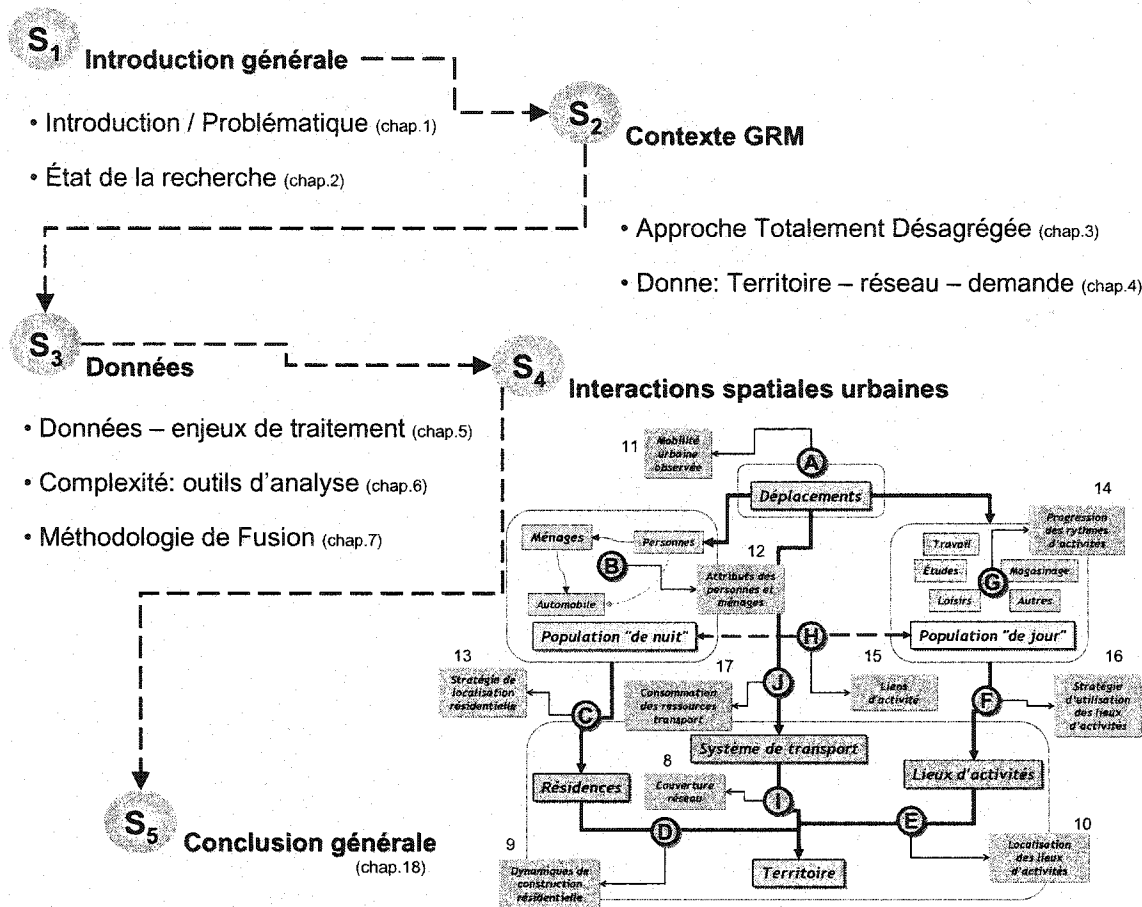 S1 Introduction générale
• Introduction / Problématique (chap.1)
• État de la recherche (chap.2)
S2 Contexte GRM
• Approche Totalement Désagrégée (chap.3)
• Donne: Territoire – réseau – demande (chap.4)
S3 Données
• Données – enjeux de traitement (chap.5)
• Complexité: outils d'analyse (chap.6)
• Méthodologie de Fusion (chap.7)
S4 Interactions spatiales urbaines
11
Mobilité
urbaine
observée
A
Déplacements
14
Progression
des rythmes
d'activités
Ménages
Personnes
B
Automobile
12
Attributs des
personnes et
ménages
Population "de nuit"
Travail
Études
Magasinage
G
Loisirs
Autres
Population "de jour"
H
13
Stratégie de
localisation
résidentielle
C
17
Consommation
des ressources
transport
J
15
Liens
d'activité
F
16
Stratégie
d'utilisation
des lieux
d'activités
Système de transport
Résidences
8
Couverture
réseau
I
Lieux d'activités
D
E
9
Dynamiques de
construction
résidentielle
Territoire
10
Localisation
des lieux
d'activités
S5 Conclusion générale
(chap.18)